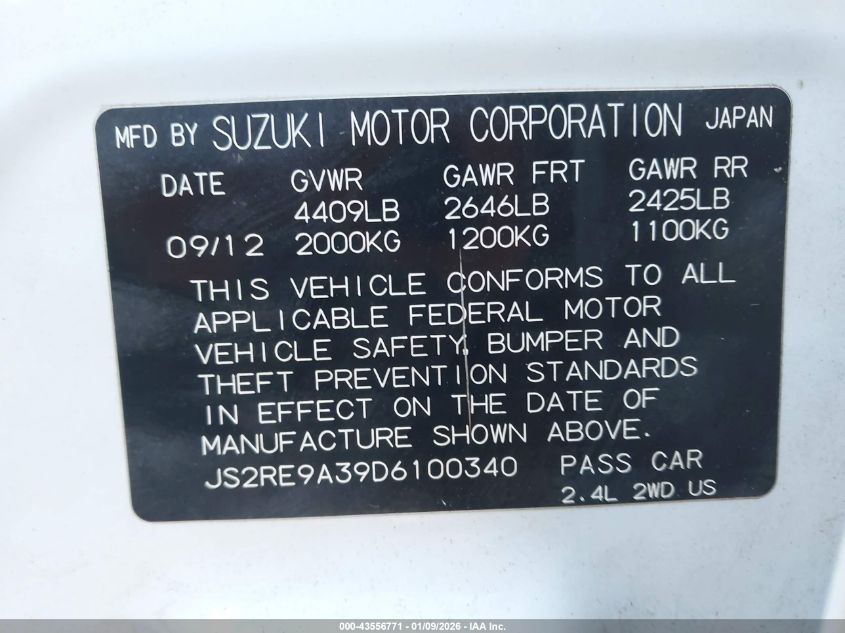 MFD BY SUZUKI MOTOR CORPORATION JAPAN
DATE GVWR GAWR FRT GAWR RR
4409LB 2646LB 2425LB
09/12 2000KG 1200KG 1100KG
THIS VEHICLE CONFORMS TO ALL
APPLICABLE FEDERAL MOTOR
VEHICLE SAFETY, BUMPER AND
THEFT PREVENTION STANDARDS
IN EFFECT ON THE DATE OF
MANUFACTURE SHOWN ABOVE.
JS2RE9A39D6100340 PASS CAR
2.4L 2WD US
000-43556771 - 01/09/2026 - IAA Inc.